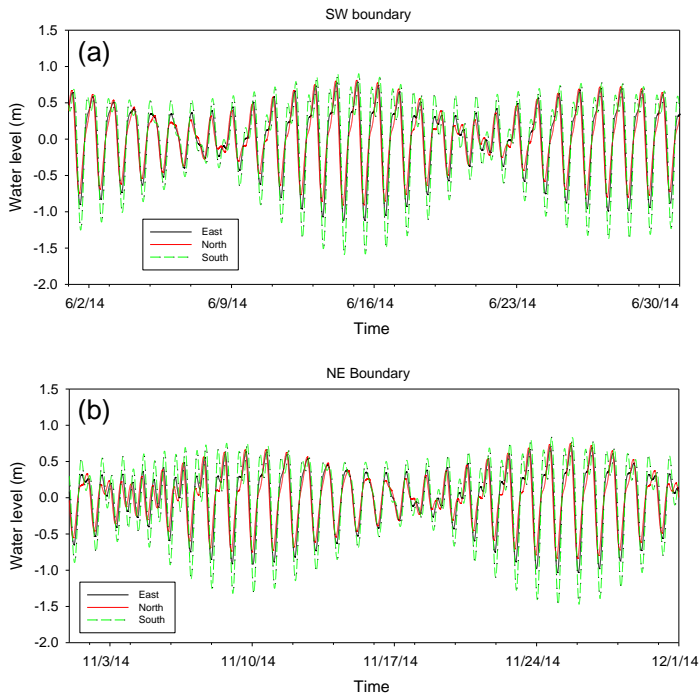 SW boundary
(a)
1.5
1.0
0.5
0.0
-0.5
-1.0
-1.5
-2.0
Water level (m)
East
North
South
6/2/14 6/9/14 6/16/14 6/23/14 6/30/14
Time
NE Boundary
(b)
1.5
1.0
0.5
0.0
-0.5
-1.0
-1.5
-2.0
Water level (m)
East
North
South
11/3/14 11/10/14 11/17/14 11/24/14 12/1/14
Time